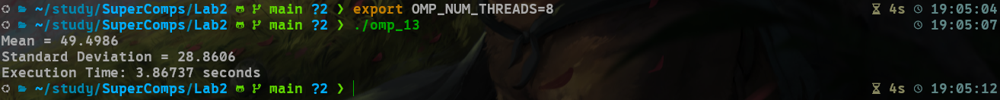 ~/study/SuperComps/Lab2 main ?2 ❯ export OMP_NUM_THREADS=8 4s 19:05:04
~/study/SuperComps/Lab2 main ?2 ❯ ./omp_13 19:05:07
Mean = 49.4986
Standard Deviation = 28.8606
Execution Time: 3.86737 seconds
~/study/SuperComps/Lab2 main ?2 ❯ 4s 19:05:12